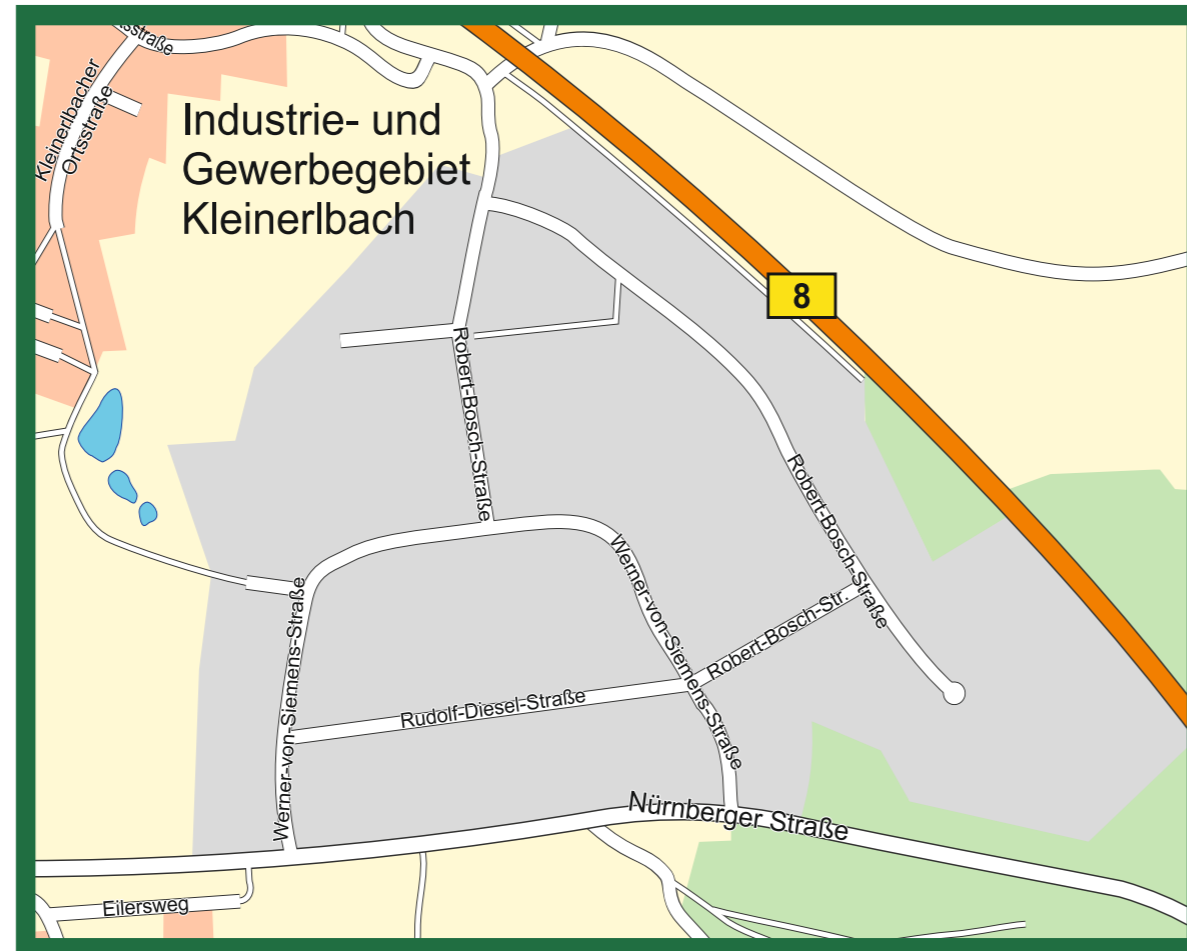 Industrie- und
Gewerbegebiet
Kleinerlbach
Kleinerlbacher
Ortsstraße
8
Robert-Bosch-Straße
Robert-Bosch-Straße
Werner-von-Siemens-Straße
Werner-von-Siemens-Straße
Robert-Bosch-Str.
Rudolf-Diesel-Straße
Nürnberger Straße
Eilersweg